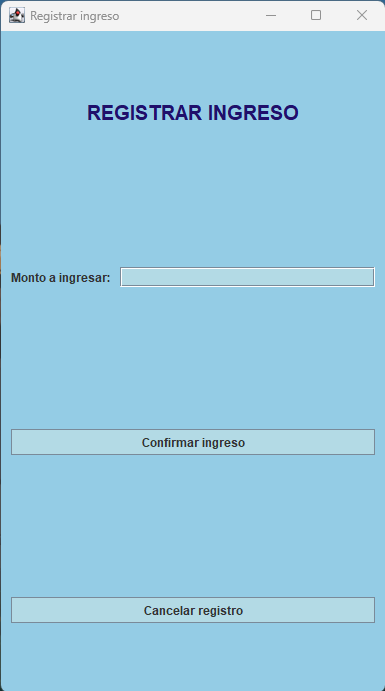 Registrar ingreso
REGISTRAR INGRESO
Monto a ingresar:
Confirmar ingreso
Cancelar registro